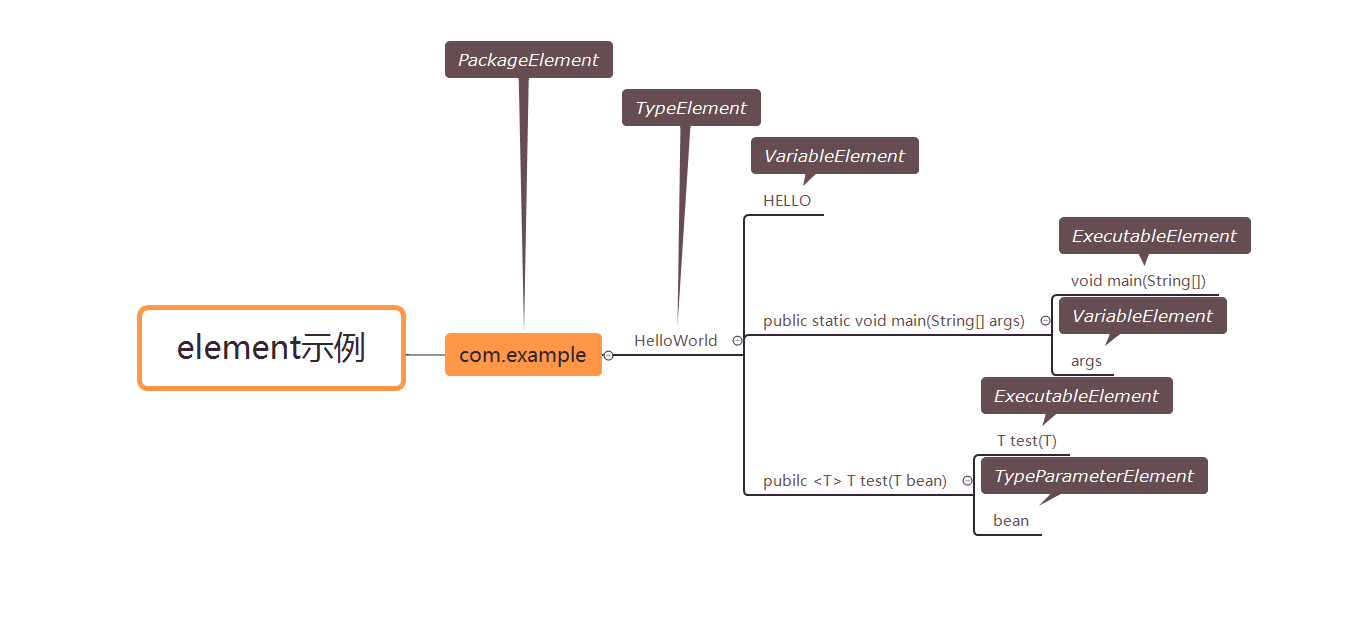 PackageElement
TypeElement
VariableElement
HELLO
ExecutableElement
void main(String[])
element示例
com.example
HelloWorld
public static void main(String[] args)
VariableElement
args
ExecutableElement
T test(T)
pubilc <T> T test(T bean)
TypeParameterElement
bean